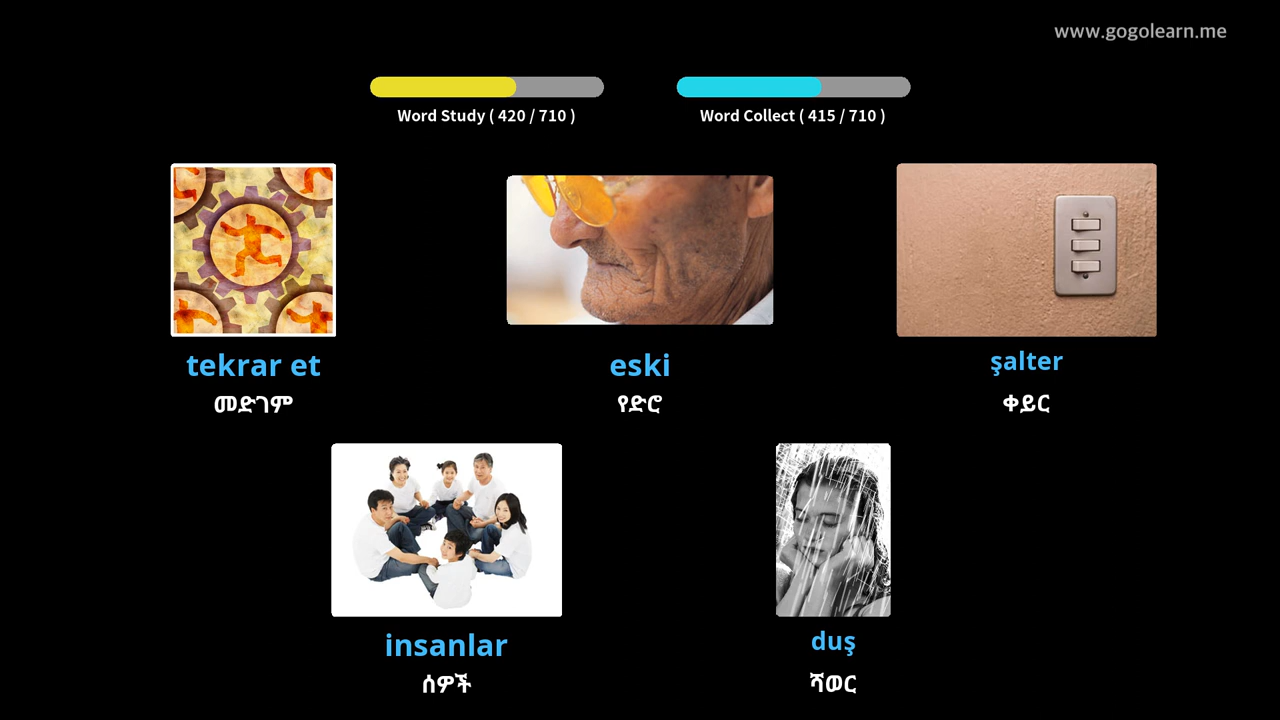 www.gogolearn.me
Word Study ( 420 / 710 )
Word Collect ( 415 / 710 )
tekrar et
መድገም
eski
የድሮ
şalter
ቀይር
insanlar
ሰዎች
duş
ሻወር